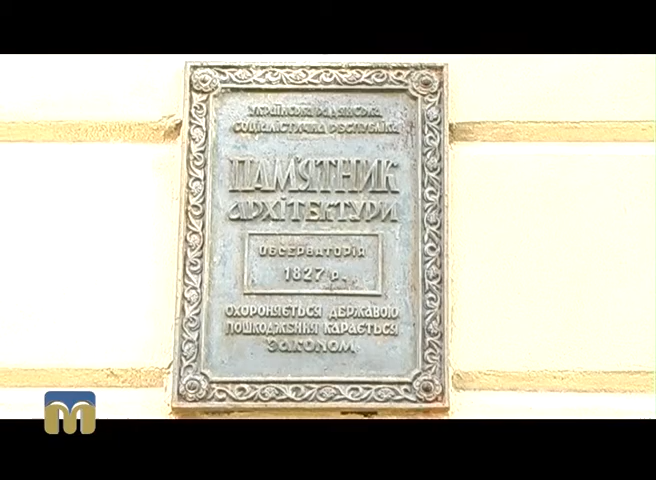 Українська Радянська
Соціалістична Республіка
ПАМ'ЯТНИК
АРХІТЕКТУРИ
ОБСЕРВАТОРІЯ
1827 р.
ОХОРОНЯЄТЬСЯ ДЕРЖАВОЮ
ПОШКОДЖЕННЯ КАРАЄТЬСЯ
ЗАКОНОМ